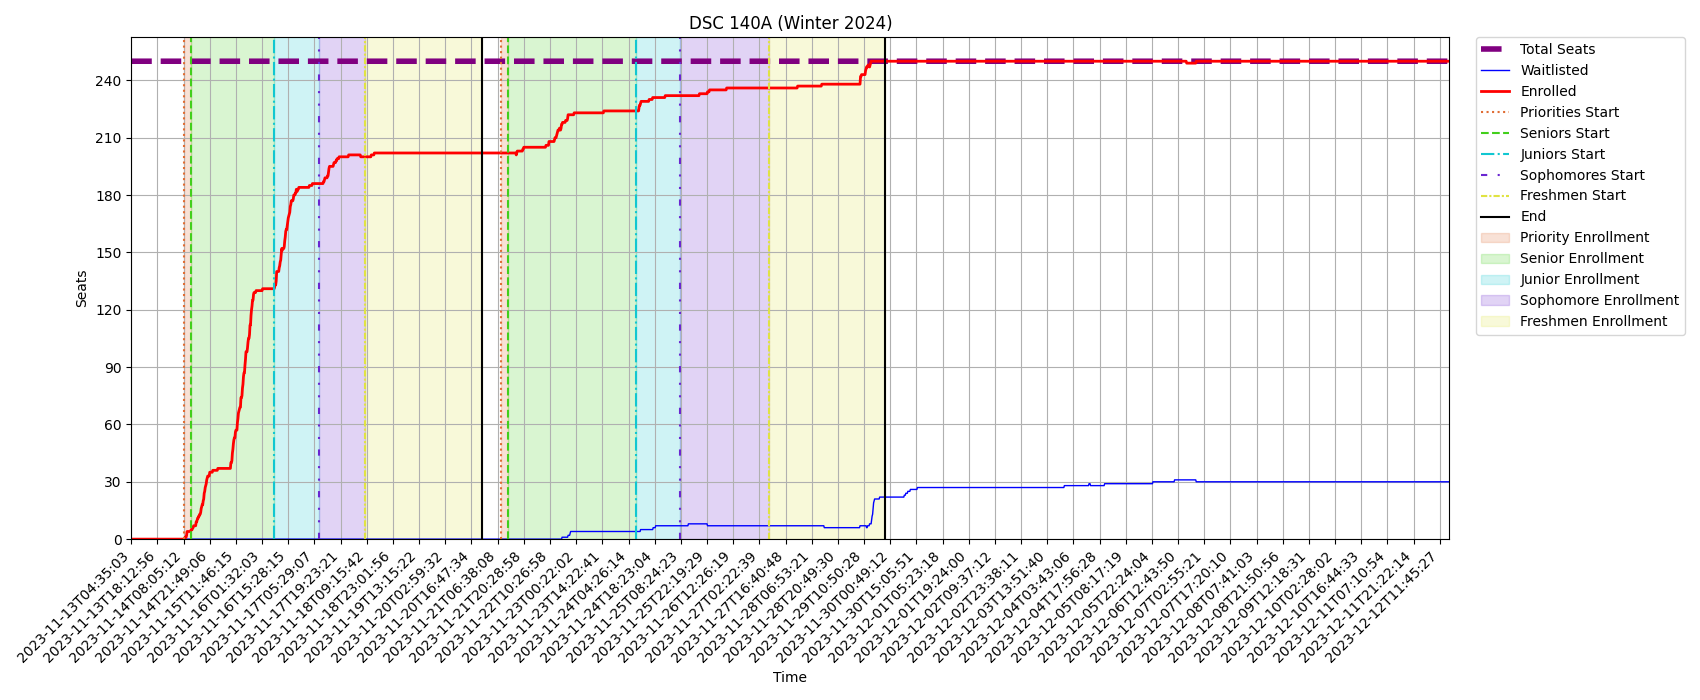 DSC 140A (Winter 2024)
Seats
240
210
180
150
120
90
60
30
0
2023-11-13T04:35:03
2023-11-13T18:12:56
2023-11-14T08:05:12
2023-11-14T21:49:06
2023-11-15T11:46:15
2023-11-16T01:32:03
2023-11-16T15:28:15
2023-11-17T05:29:07
2023-11-17T19:23:21
2023-11-18T09:15:42
2023-11-18T23:01:56
2023-11-19T13:15:22
2023-11-20T02:59:32
2023-11-20T16:47:34
2023-11-21T06:38:08
2023-11-21T20:28:58
2023-11-22T10:26:58
2023-11-23T00:22:02
2023-11-23T14:22:41
2023-11-24T04:26:14
2023-11-24T18:23:04
2023-11-25T08:24:23
2023-11-25T22:19:29
2023-11-26T12:26:19
2023-11-27T02:22:39
2023-11-27T16:40:48
2023-11-28T06:53:21
2023-11-28T20:49:30
2023-11-29T10:50:28
2023-11-30T00:49:12
2023-11-30T15:05:51
2023-12-01T05:23:18
2023-12-01T19:24:00
2023-12-02T09:37:12
2023-12-02T23:38:11
2023-12-03T13:51:40
2023-12-04T03:43:06
2023-12-04T17:56:28
2023-12-05T08:17:19
2023-12-05T22:24:04
2023-12-06T12:43:50
2023-12-07T02:55:21
2023-12-07T17:20:10
2023-12-08T07:41:03
2023-12-08T21:50:56
2023-12-09T12:18:31
2023-12-10T02:28:02
2023-12-10T16:44:33
2023-12-11T07:10:54
2023-12-11T21:22:14
2023-12-12T11:45:27
Time
Total Seats
Waitlisted
Enrolled
Priorities Start
Seniors Start
Juniors Start
Sophomores Start
Freshmen Start
End
Priority Enrollment
Senior Enrollment
Junior Enrollment
Sophomore Enrollment
Freshmen Enrollment